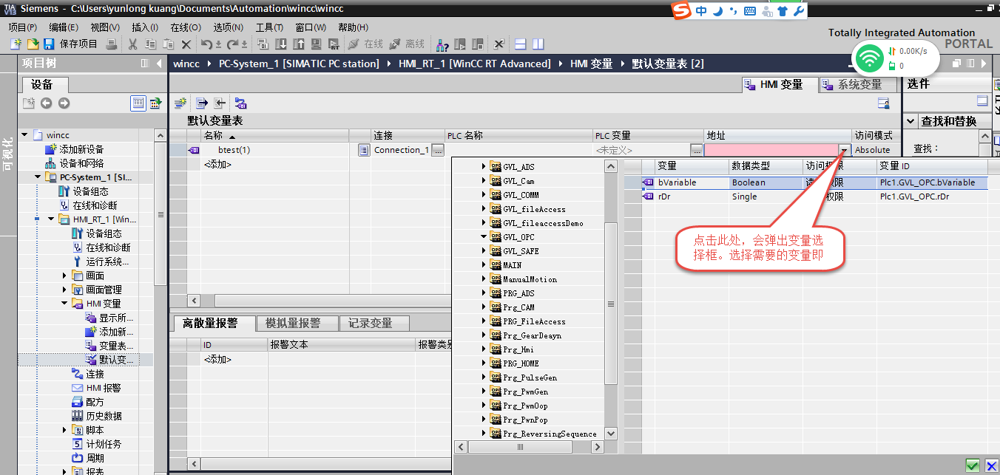 TIA
V13
Siemens - C:\Users\yunlong kuang\Documents\Automation\wincc\wincc
中
项目(P) 编辑(E) 视图(V) 插入(I) 在线(O) 选项(N) 工具(T) 窗口(W) 帮助(H)
保存项目 在线 离线
Totally Integrated Automation
PORTAL
0.00K/s
0
项目树
wincc PC-System_1 [SIMATIC PC station] HMI_RT_1 [WinCC RT Advanced] HMI 变量 默认变量表 [2]
设备
HMI 变量 系统变量
选件
查找和替换
查找：
可视化
wincc
添加新设备
设备和网络
PC-System_1 [SI...
设备组态
在线和诊断
HMI_RT_1 [Win...
设备组态
在线和诊断
运行系统...
画面
画面管理
HMI 变量
显示所...
添加新...
变量表...
默认变...
连接
HMI 报警
配方
历史数据
脚本
计划任务
周期
报表
默认变量表
名称 连接 PLC 名称 PLC 变量 地址 访问模式
btest(1) Connection_1 ... <未定义> ... Absolute
<添加>
离散量报警 模拟量报警 记录变量
ID 报警文本 报警类别
<添加>
GVL_ADS
GVL_Cam
GVL_COMM
GVL_fileAccess
GVL_fileaccessDemo
GVL_OPC
GVL_SAFE
MAIN
ManualMotion
PRG_ADS
Prg_CAM
PRG_FileAccess
Prg_GearDeayn
Prg_Hmi
PRG_HOME
Prg_PulseGen
Prg_PwmGen
Prg_PwmOop
Prg_PwnPop
Prg_ReversingSequence
变量 数据类型 访问权限 变量 ID
bVariable Boolean 读 权限 Plc1.GVL_OPC.bVariable
rDr Single 权限 Plc1.GVL_OPC.rDr
点击此处，会弹出变量选
择框。选择需要的变量即